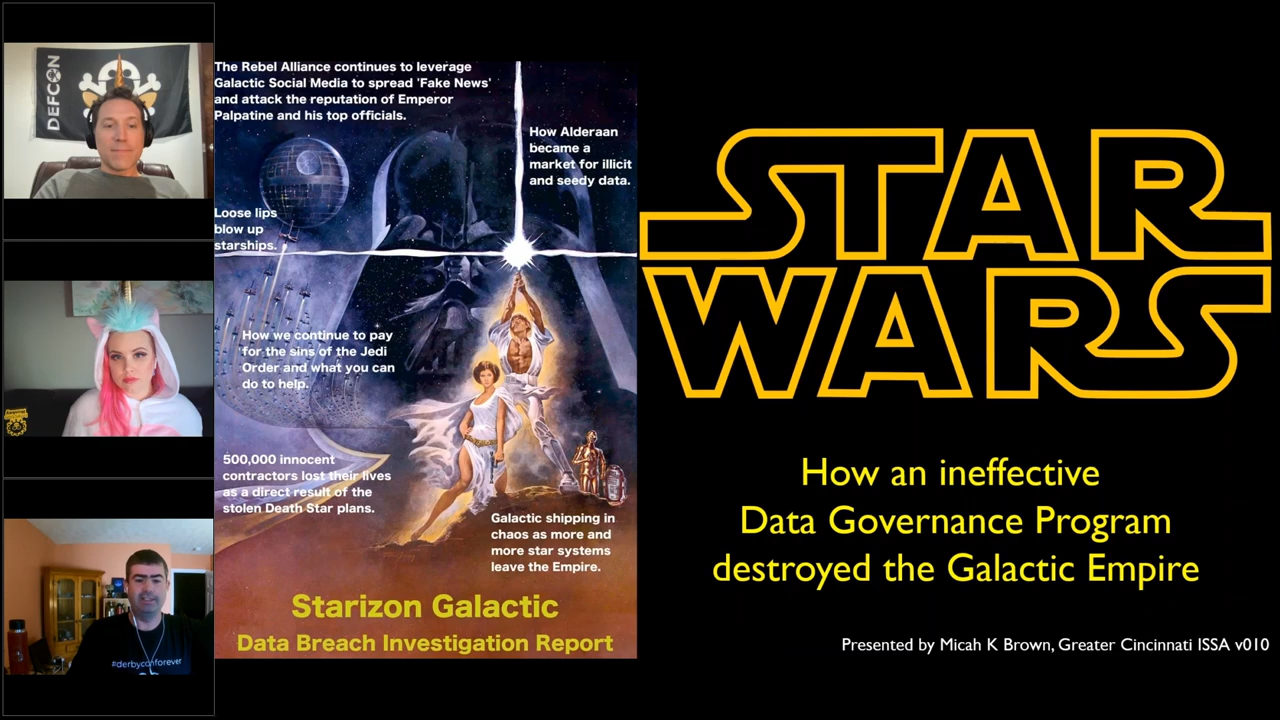 DEFCON
#derbyconforever
The Rebel Alliance continues to leverage
Galactic Social Media to spread 'Fake News'
and attack the reputation of Emperor
Palpatine and his top officials.
How Alderaan
became a
market for illicit
and seedy data.
Loose lips
blow up
starships.
How we continue to pay
for the sins of the Jedi
Order and what you can
do to help.
500,000 innocent
contractors lost their lives
as a direct result of the
stolen Death Star plans.
Galactic shipping in
chaos as more and
more star systems
leave the Empire.
Starizon Galactic
Data Breach Investigation Report
STAR
WARS
How an ineffective
Data Governance Program
destroyed the Galactic Empire
Presented by Micah K Brown, Greater Cincinnati ISSA v010